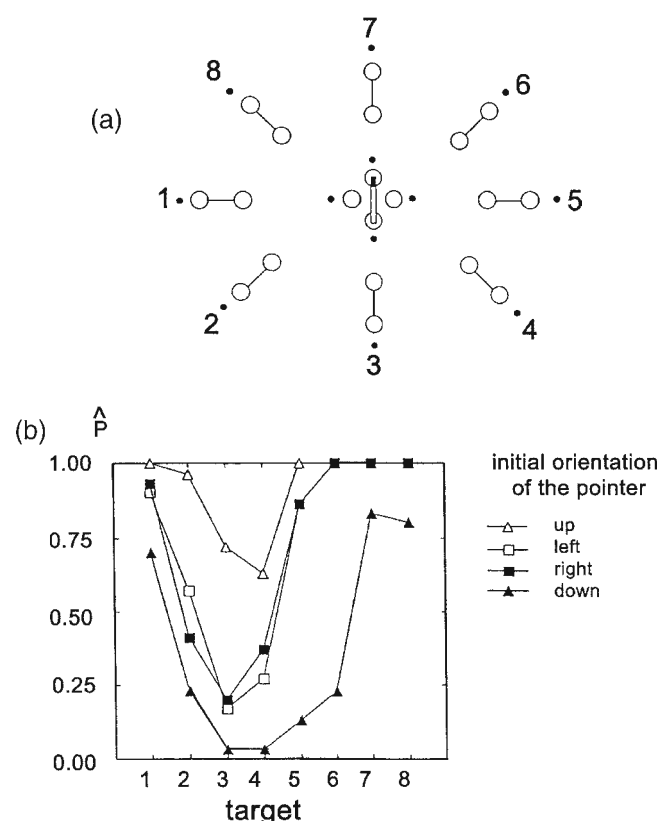 7
8
6
(a)
1
5
2
4
3
(b)
^
P
1.00
0.75
0.50
0.25
0.00
1 2 3 4 5 6 7 8
target
initial orientation
of the pointer
up
left
right
down